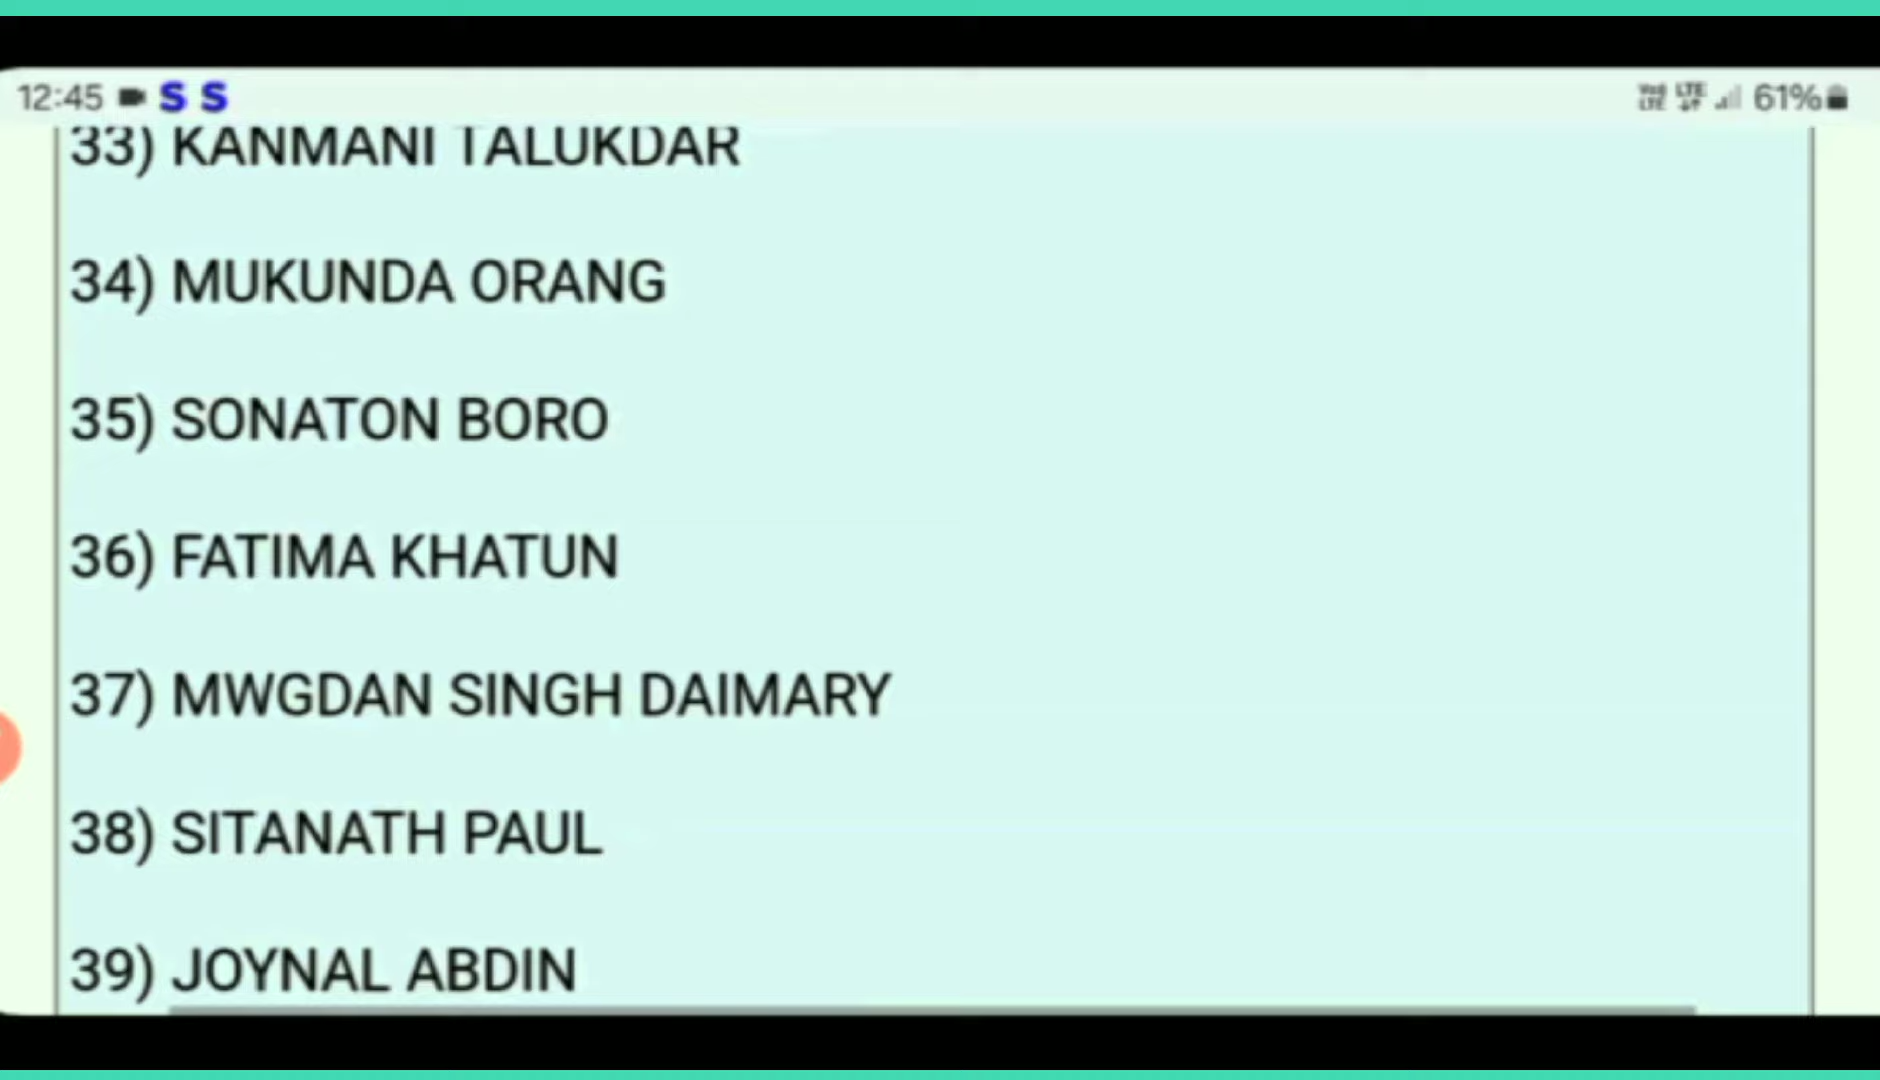 12:45 S S 61%
33) KANMANI TALUKDAR
34) MUKUNDA ORANG
35) SONATON BORO
36) FATIMA KHATUN
37) MWGDAN SINGH DAIMARY
38) SITANATH PAUL
39) JOYNAL ABDIN